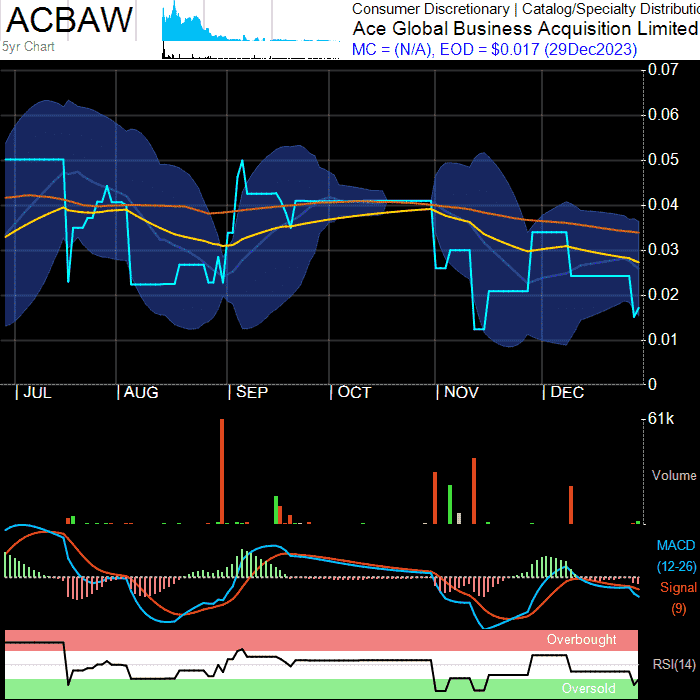 ACBAW
5yr Chart
Consumer Discretionary | Catalog/Specialty Distributio
Ace Global Business Acquisition Limited
MC = (N/A), EOD = $0.017 (29Dec2023)
0.07
0.06
0.05
0.04
0.03
0.02
0.01
0
JUL AUG SEP OCT NOV DEC
61k
Volume
MACD
(12-26)
Signal
(9)
Overbought
RSI(14)
Oversold